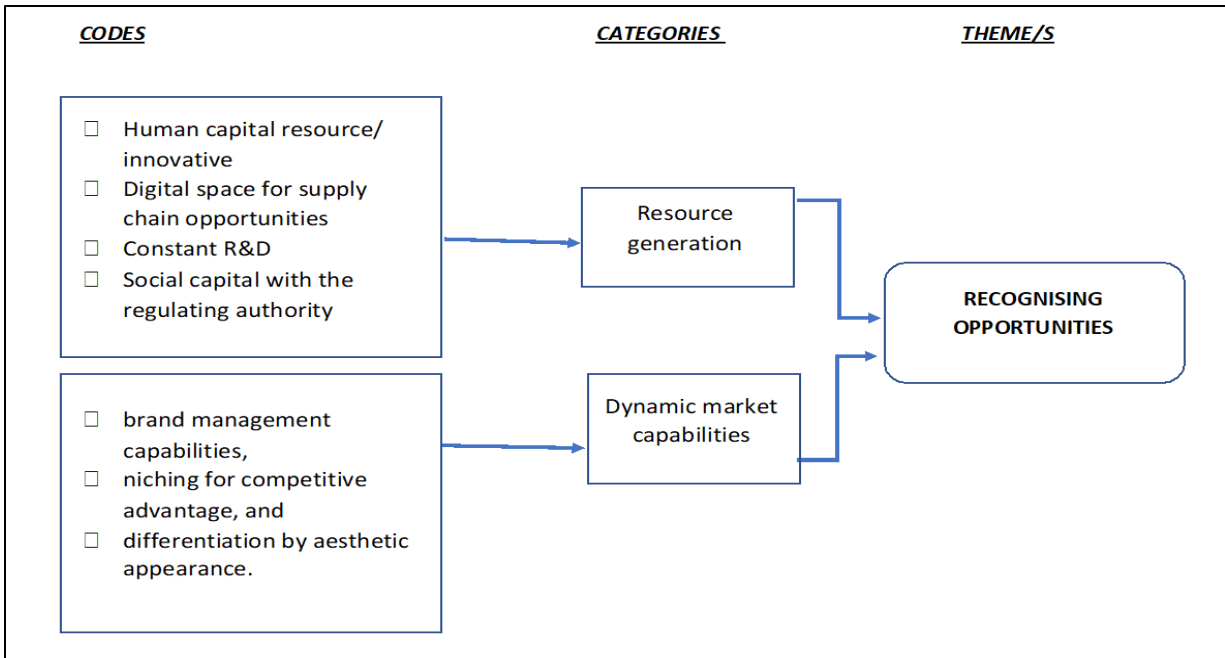 CODES
CATEGORIES
THEME/S
☐ Human capital resource/
innovative
☐ Digital space for supply
chain opportunities
☐ Constant R&D
☐ Social capital with the
regulating authority
Resource
generation
RECOGNISING
OPPORTUNITIES
☐ brand management
capabilities,
☐ niching for competitive
advantage, and
☐ differentiation by aesthetic
appearance.
Dynamic market
capabilities